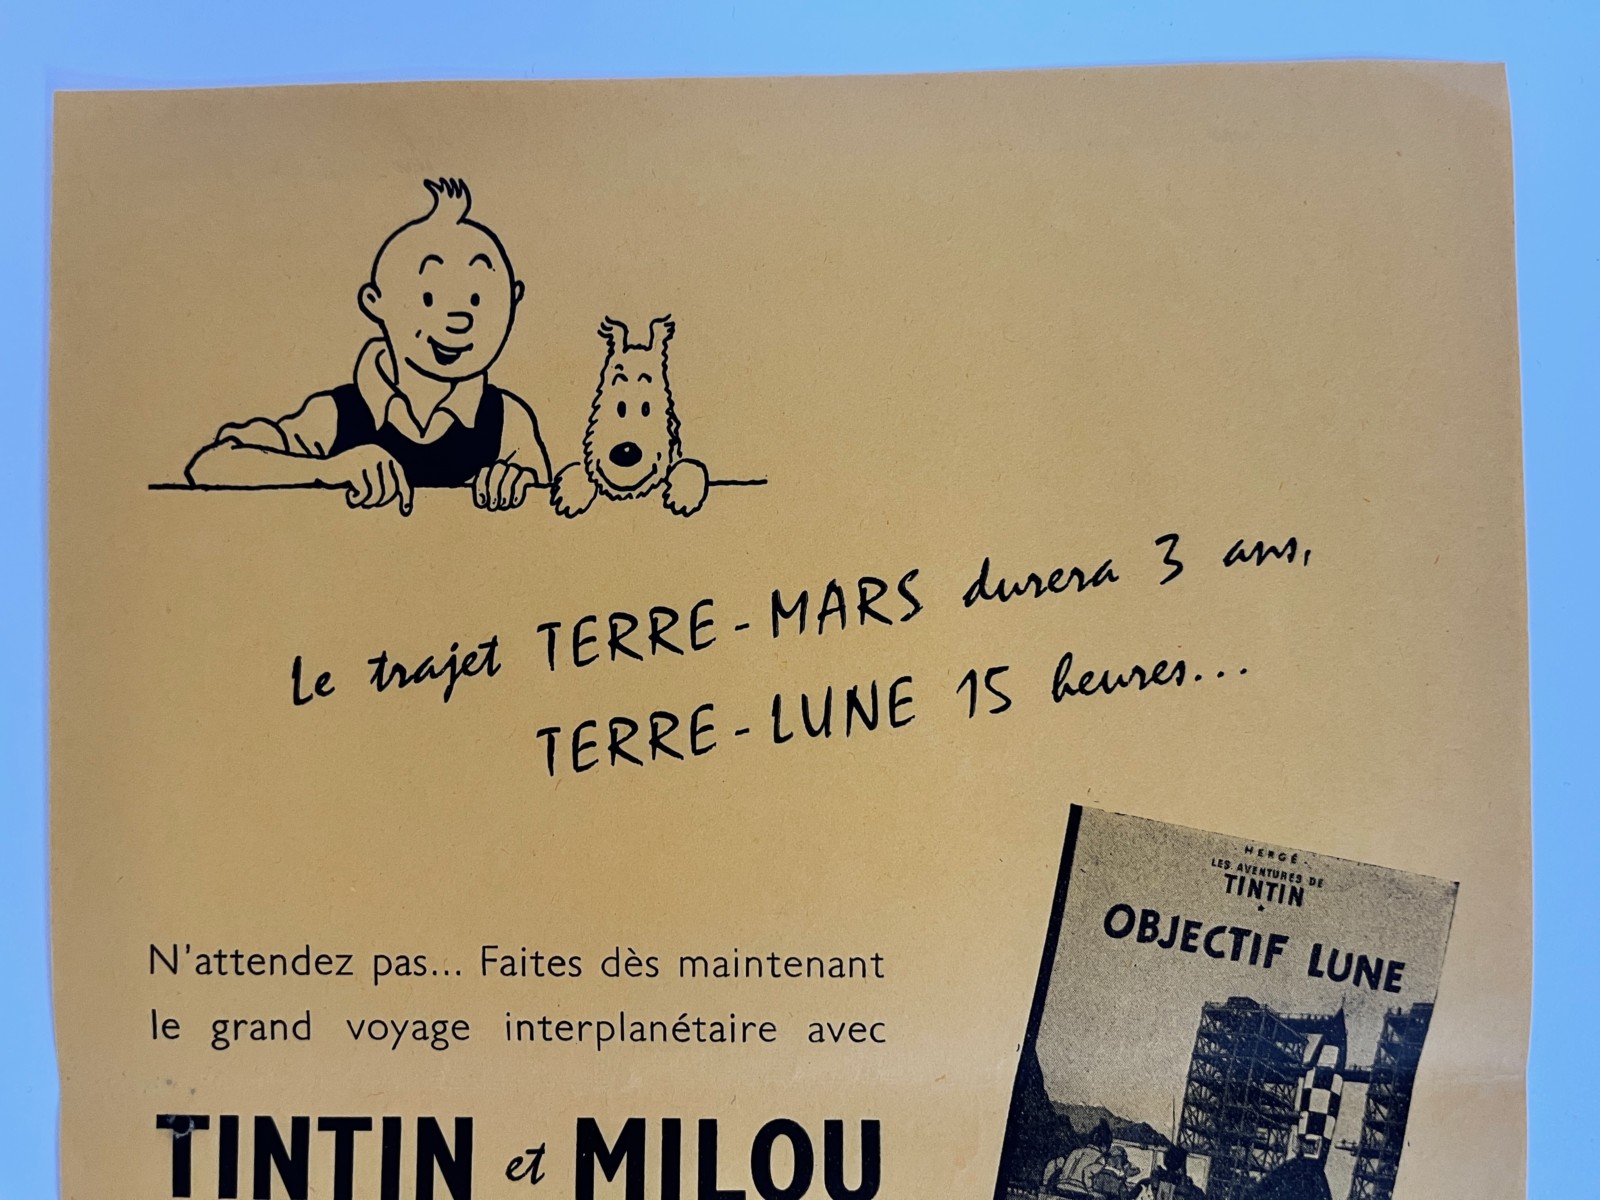 Le trajet TERRE-MARS durera 3 ans,
TERRE-LUNE 15 heures...
HERGÉ
LES AVENTURES DE
TINTIN
OBJECTIF LUNE
N'attendez pas... Faites dès maintenant
le grand voyage interplanétaire avec
TINTIN et MILOU